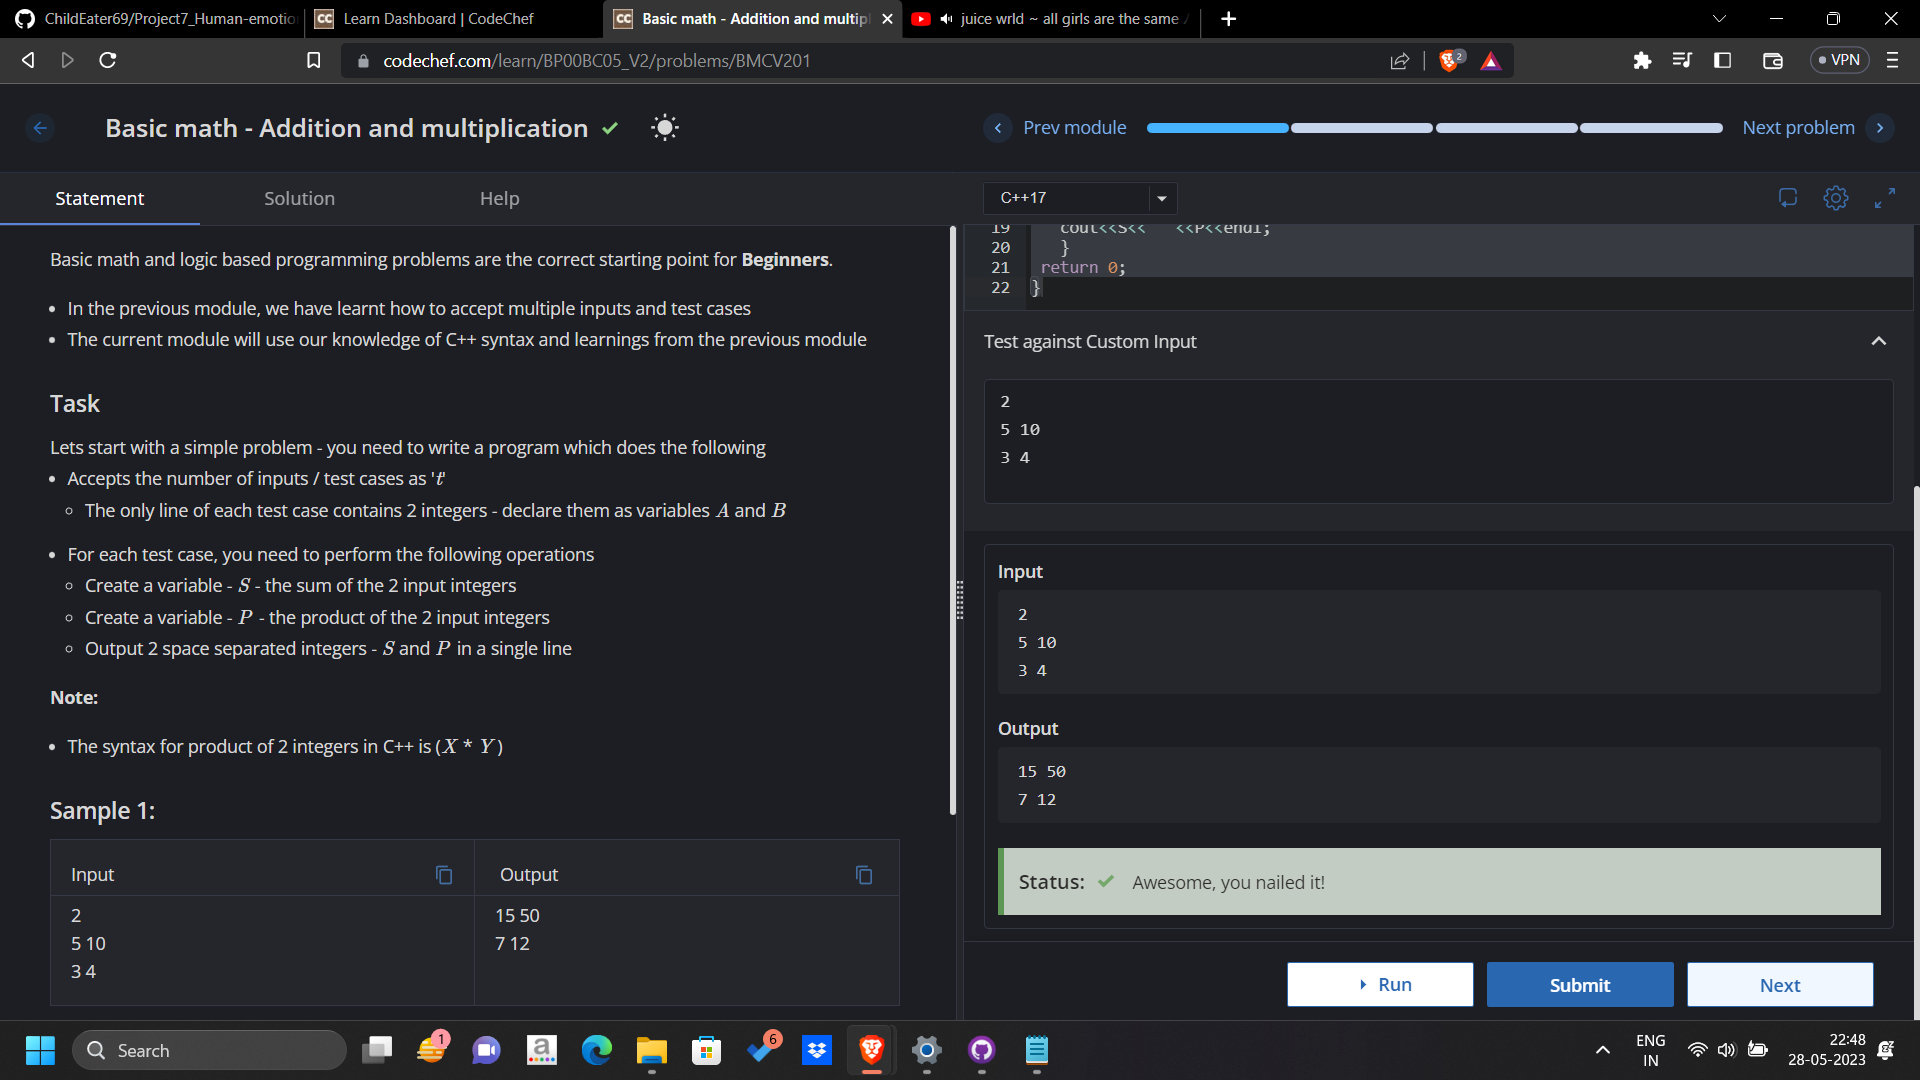 ChildEater69/Project7_Human-emotio
Learn Dashboard | CodeChef
Basic math - Addition and multipl
juice wrld ~ all girls are the same
codechef.com/learn/BP00BC05_V2/problems/BMCV201
2
VPN
Basic math - Addition and multiplication
Prev module
Next problem
Statement
Solution
Help
C++17
Basic math and logic based programming problems are the correct starting point for Beginners.
• In the previous module, we have learnt how to accept multiple inputs and test cases
• The current module will use our knowledge of C++ syntax and learnings from the previous module
Task
Lets start with a simple problem - you need to write a program which does the following
• Accepts the number of inputs / test cases as 't'
◦ The only line of each test case contains 2 integers - declare them as variables A and B
• For each test case, you need to perform the following operations
◦ Create a variable - S - the sum of the 2 input integers
◦ Create a variable - P - the product of the 2 input integers
◦ Output 2 space separated integers - S and P in a single line
Note:
• The syntax for product of 2 integers in C++ is (X * Y)
Sample 1:
Input
Output
2
5 10
3 4
15 50
7 12
19 cout<<S<< <<P<<endl;
20 }
21 return 0;
22 }
Test against Custom Input
2
5 10
3 4
Input
2
5 10
3 4
Output
15 50
7 12
Status: Awesome, you nailed it!
Run
Submit
Next
Search
1
6
ENG
IN
22:48
28-05-2023